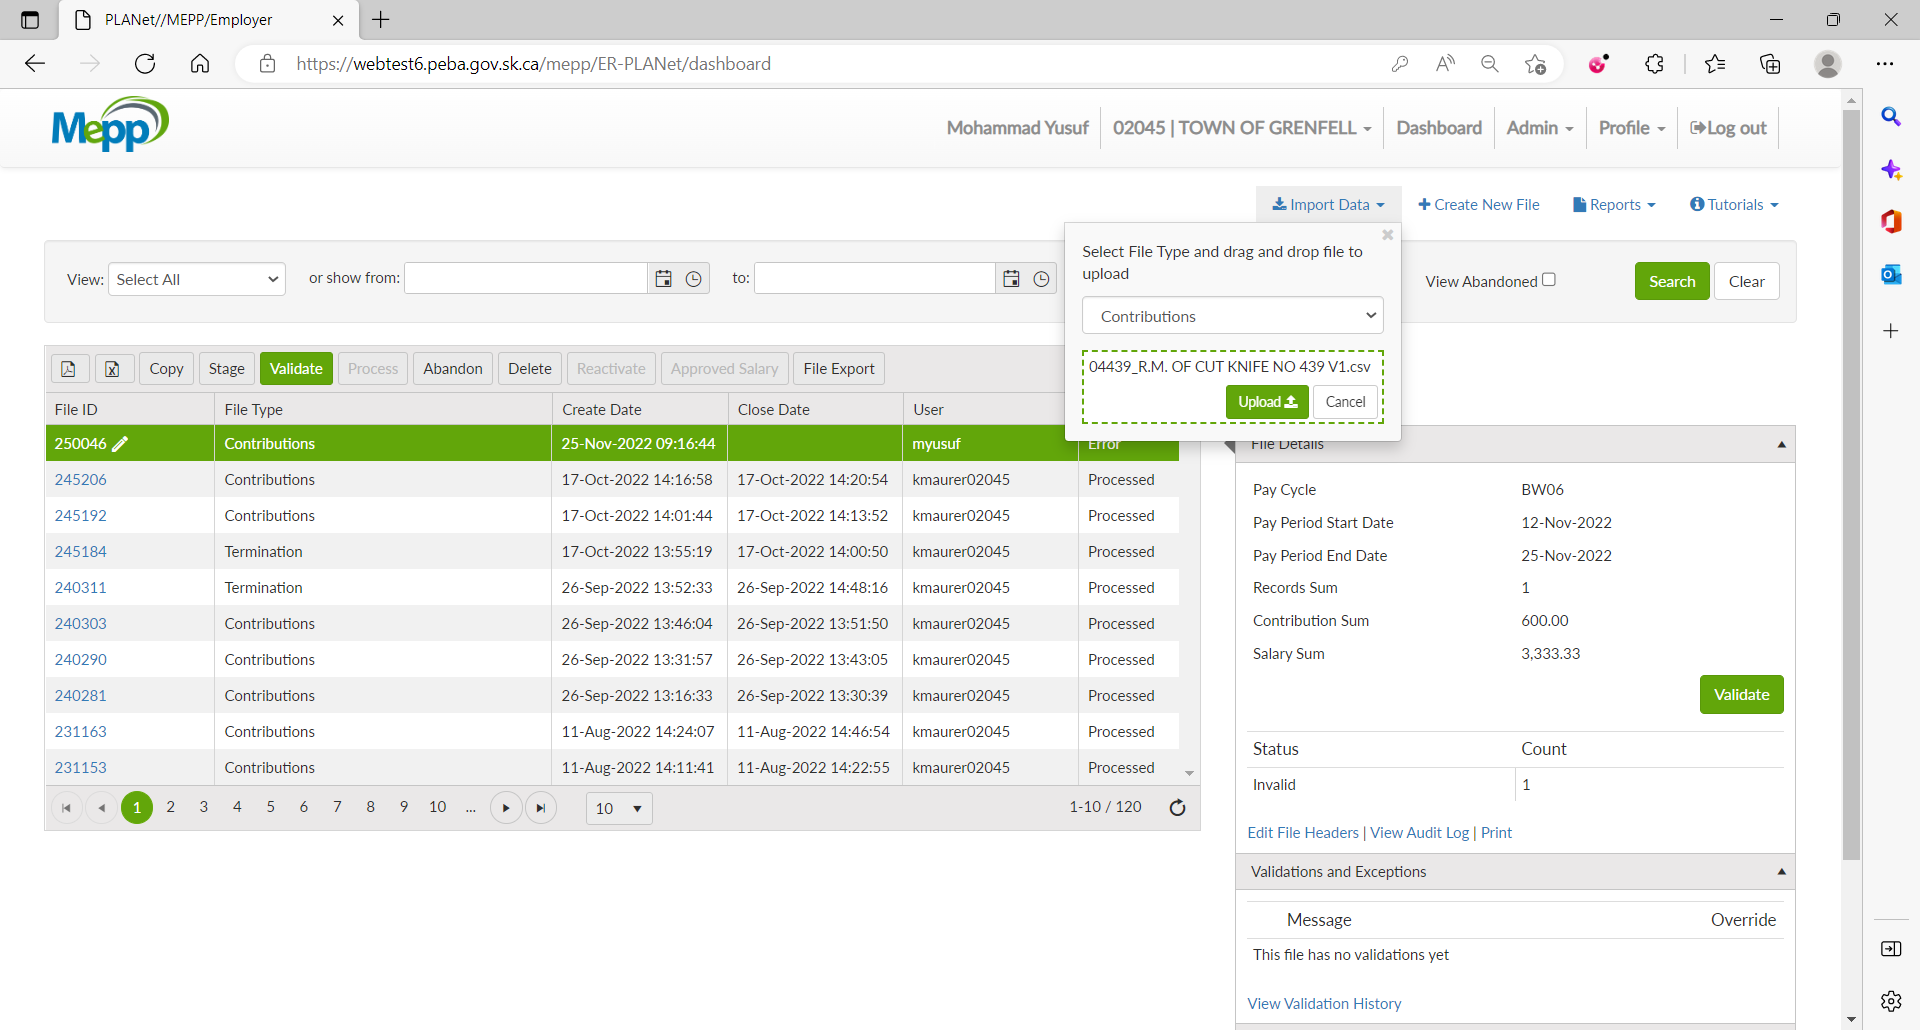 PLANet//MEPP/Employer
https://webtest6.peba.gov.sk.ca/mepp/ER-PLANet/dashboard
Mepp
Mohammad Yusuf
02045 | TOWN OF GRENFELL
Dashboard
Admin
Profile
Log out
Import Data
Create New File
Reports
Tutorials
Select File Type and drag and drop file to
upload
Contributions
04439_R.M. OF CUT KNIFE NO 439 V1.csv
Upload
Cancel
View: Select All
or show from:
to:
View Abandoned
Search
Clear
Copy
Stage
Validate
Process
Abandon
Delete
Reactivate
Approved Salary
File Export
File ID File Type Create Date Close Date User
250046 Contributions 25-Nov-2022 09:16:44 myusuf Error
245206 Contributions 17-Oct-2022 14:16:58 17-Oct-2022 14:20:54 kmaurer02045 Processed
245192 Contributions 17-Oct-2022 14:01:44 17-Oct-2022 14:13:52 kmaurer02045 Processed
245184 Termination 17-Oct-2022 13:55:19 17-Oct-2022 14:00:50 kmaurer02045 Processed
240311 Termination 26-Sep-2022 13:52:33 26-Sep-2022 14:48:16 kmaurer02045 Processed
240303 Contributions 26-Sep-2022 13:46:04 26-Sep-2022 13:51:50 kmaurer02045 Processed
240290 Contributions 26-Sep-2022 13:31:57 26-Sep-2022 13:43:05 kmaurer02045 Processed
240281 Contributions 26-Sep-2022 13:16:33 26-Sep-2022 13:30:39 kmaurer02045 Processed
231163 Contributions 11-Aug-2022 14:24:07 11-Aug-2022 14:46:54 kmaurer02045 Processed
231153 Contributions 11-Aug-2022 14:11:41 11-Aug-2022 14:22:55 kmaurer02045 Processed
1 2 3 4 5 6 7 8 9 10 ... 10 1-10 / 120
File Details
Pay Cycle BW06
Pay Period Start Date 12-Nov-2022
Pay Period End Date 25-Nov-2022
Records Sum 1
Contribution Sum 600.00
Salary Sum 3,333.33
Validate
Status Count
Invalid 1
Edit File Headers | View Audit Log | Print
Validations and Exceptions
Message Override
This file has no validations yet
View Validation History